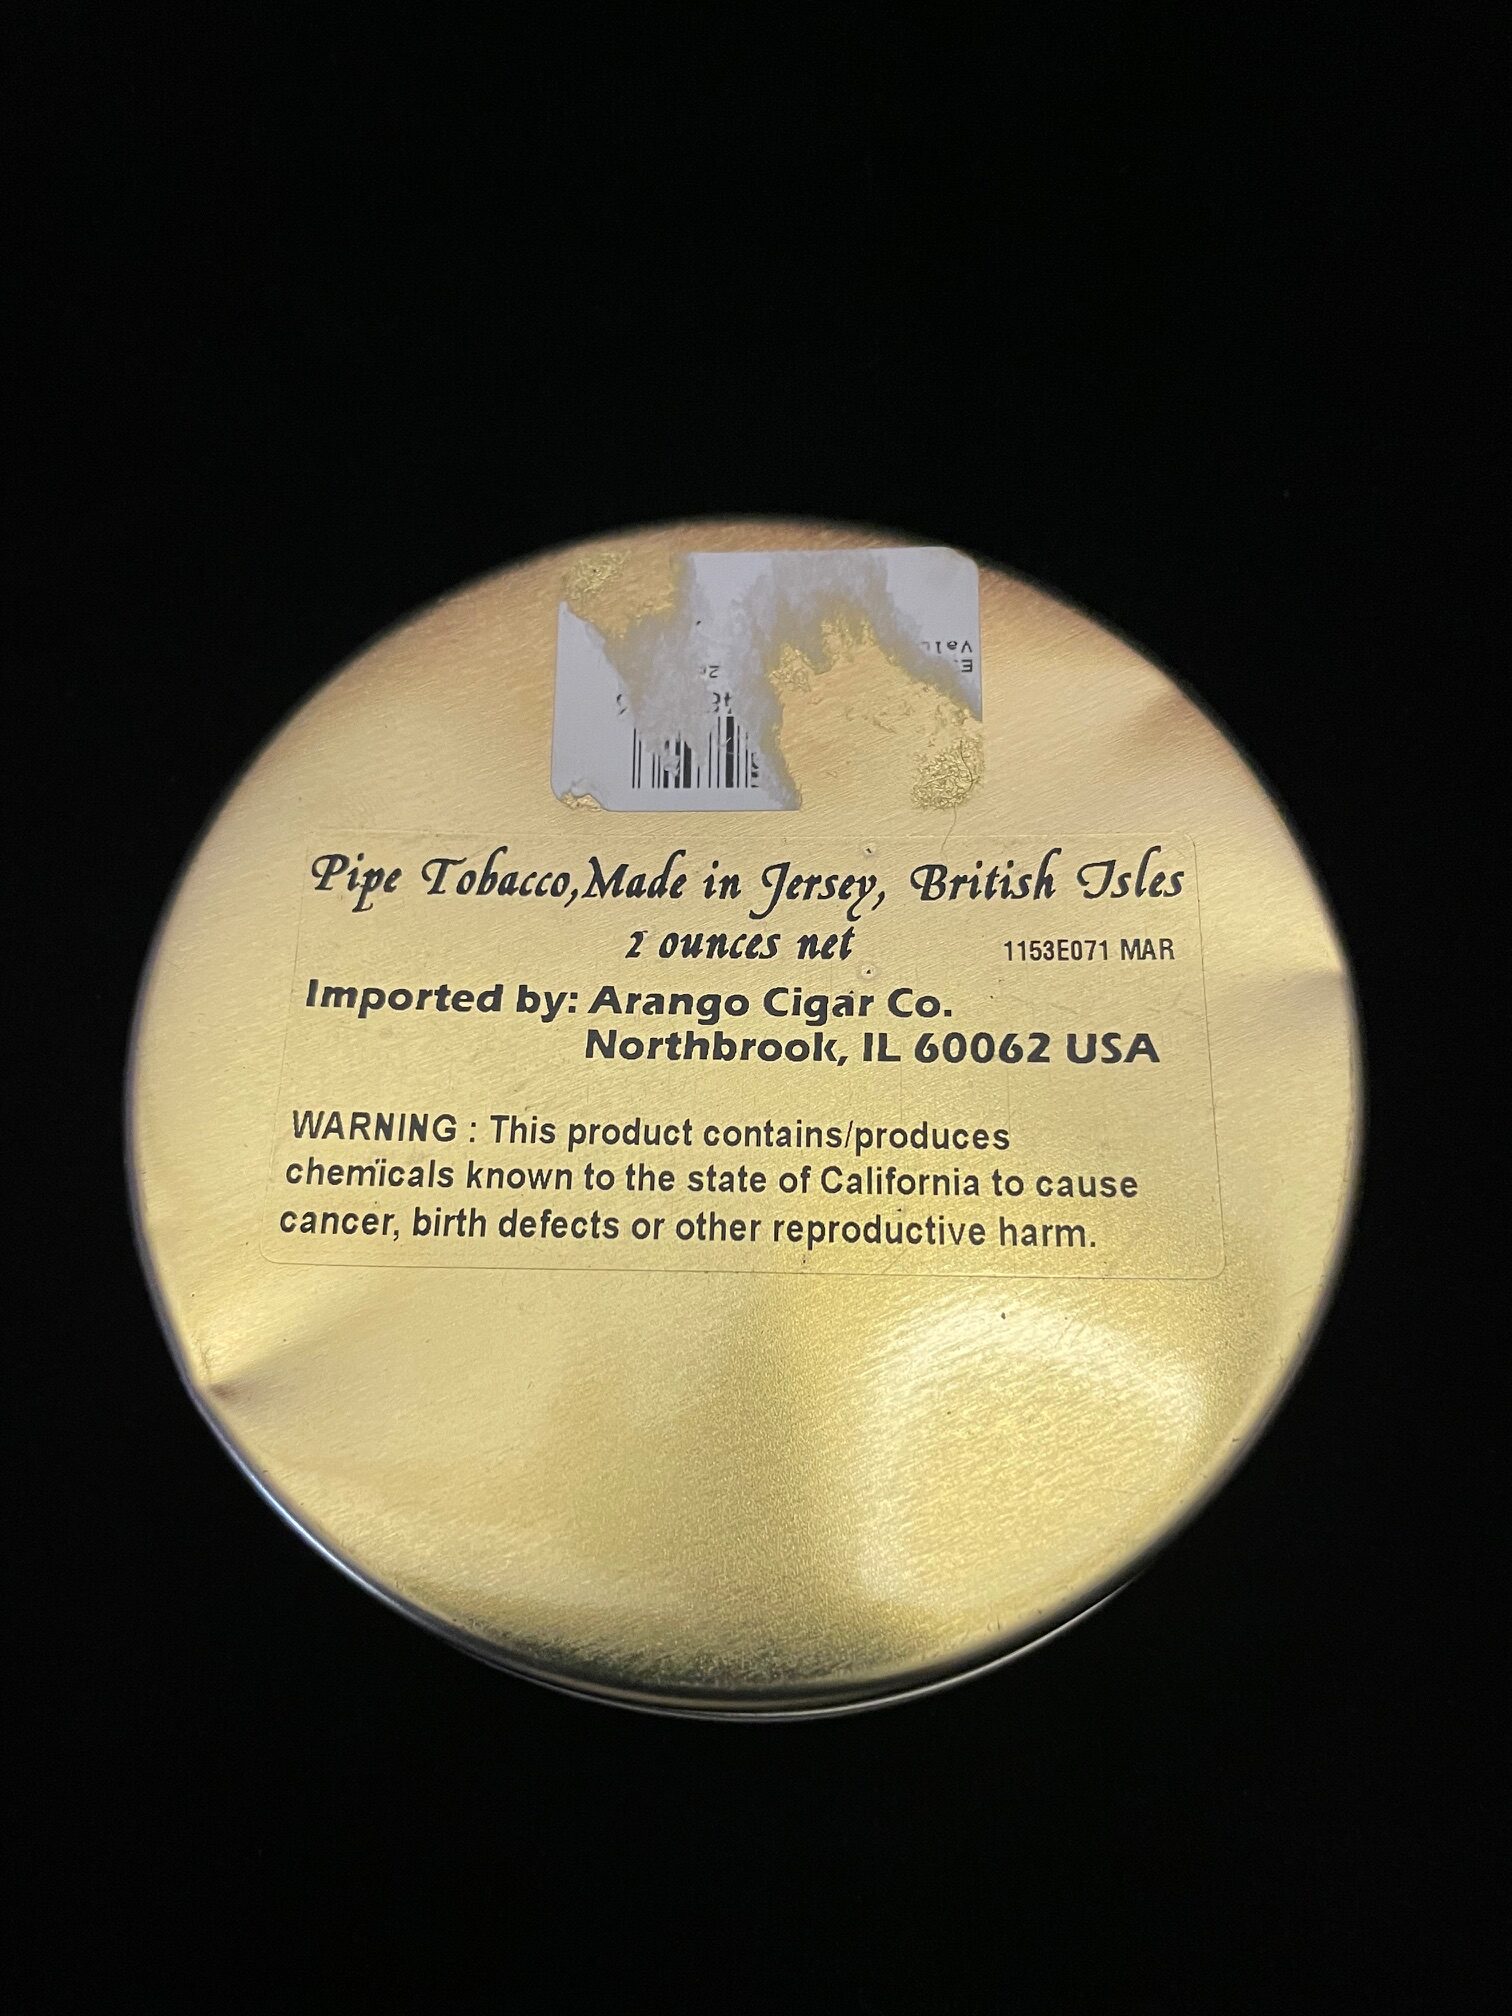 Pipe Tobacco,Made in Jersey, British Isles
2 ounces net
1153E071 MAR
Imported by: Arango Cigar Co.
Northbrook, IL 60062 USA
WARNING : This product contains/produces
chemicals known to the state of California to cause
cancer, birth defects or other reproductive harm.